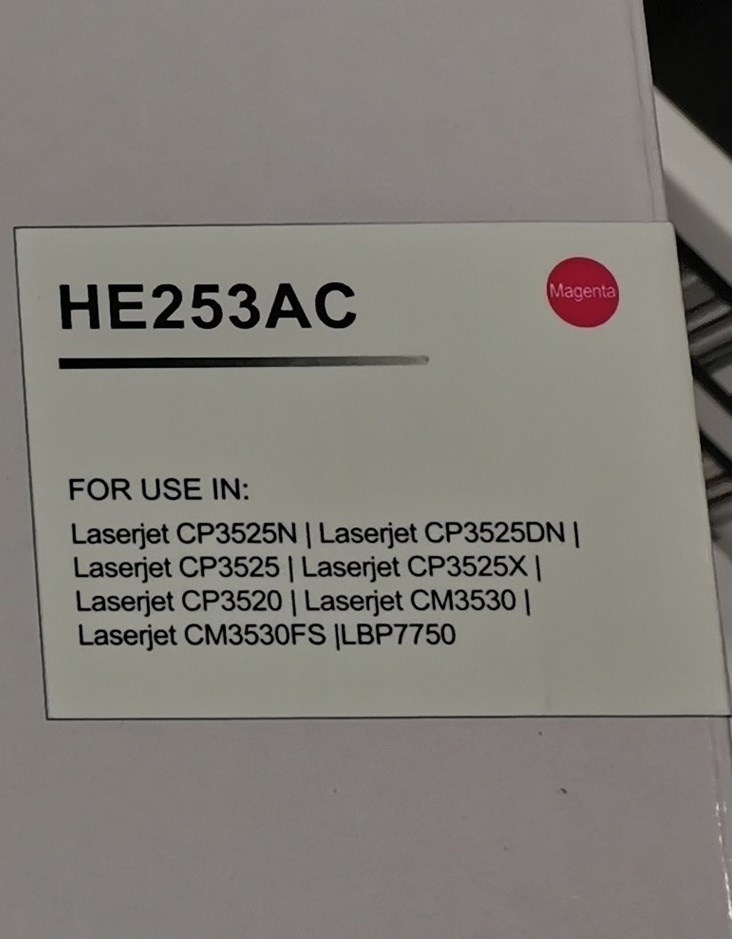 HE253AC
Magenta
FOR USE IN:
Laserjet CP3525N | Laserjet CP3525DN |
Laserjet CP3525 | Laserjet CP3525X |
Laserjet CP3520 | Laserjet CM3530 |
Laserjet CM3530FS |LBP7750